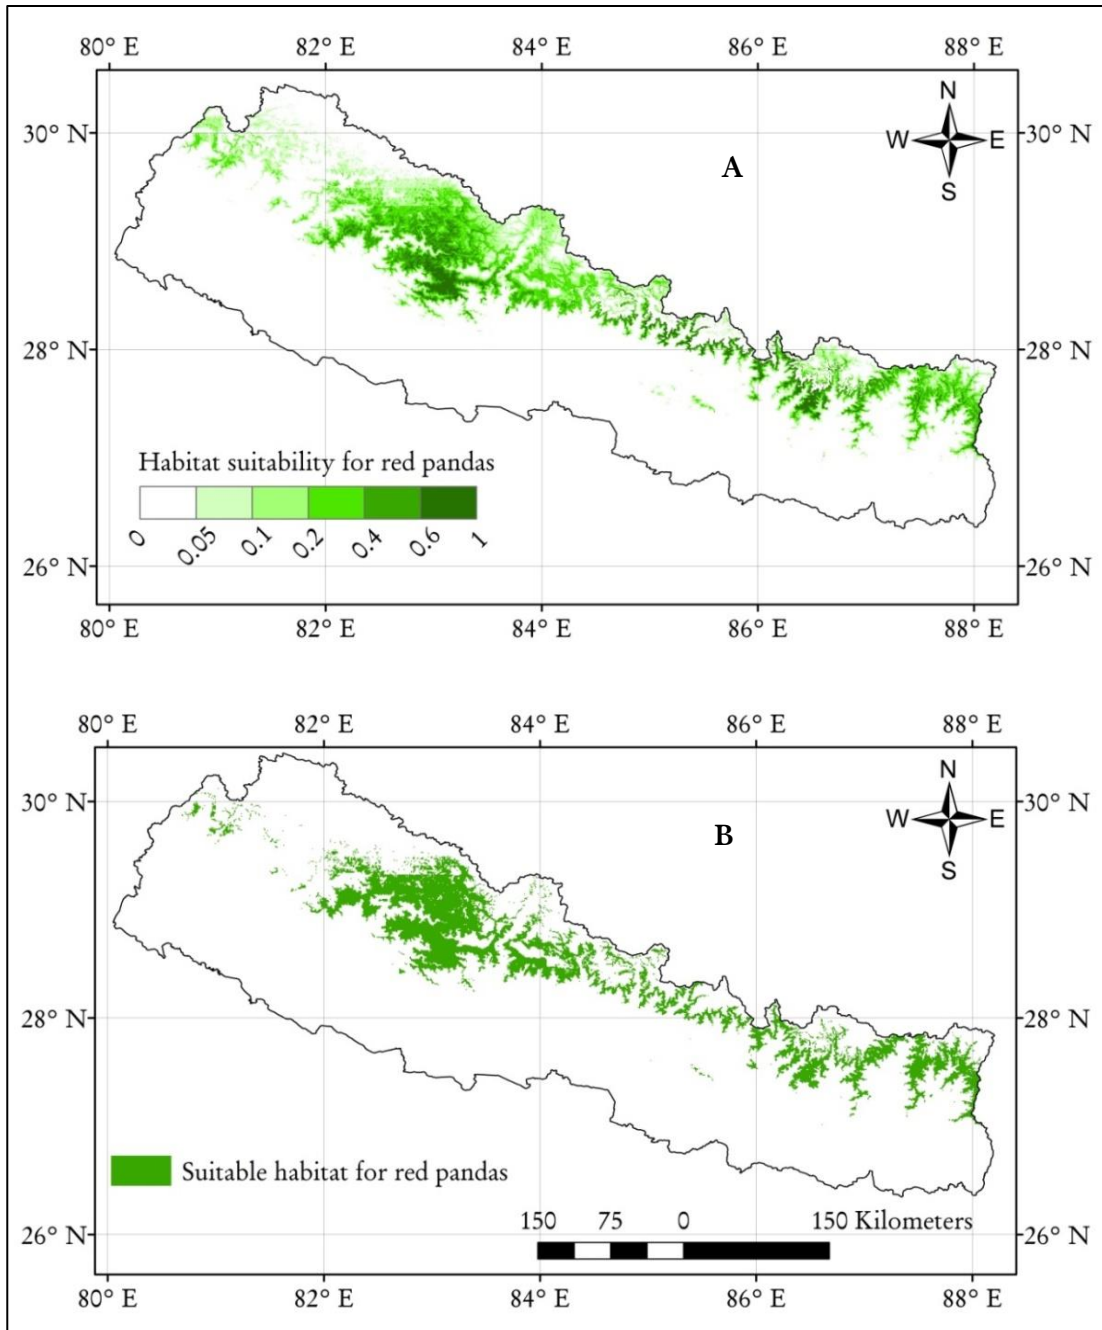 80° E 82° E 84° E 86° E 88° E
N
30° N W E 30° N
A
S
28° N 28° N
Habitat suitability for red pandas
0 0.05 0.1 0.2 0.4 0.6 1
26° N 26° N
80° E 82° E 84° E 86° E 88° E
80° E 82° E 84° E 86° E 88° E
N
30° N 30° N
W E
B
S
28° N 28° N
Suitable habitat for red pandas
150 75 0 150 Kilometers
26° N 26° N
80° E 82° E 84° E 86° E 88° E